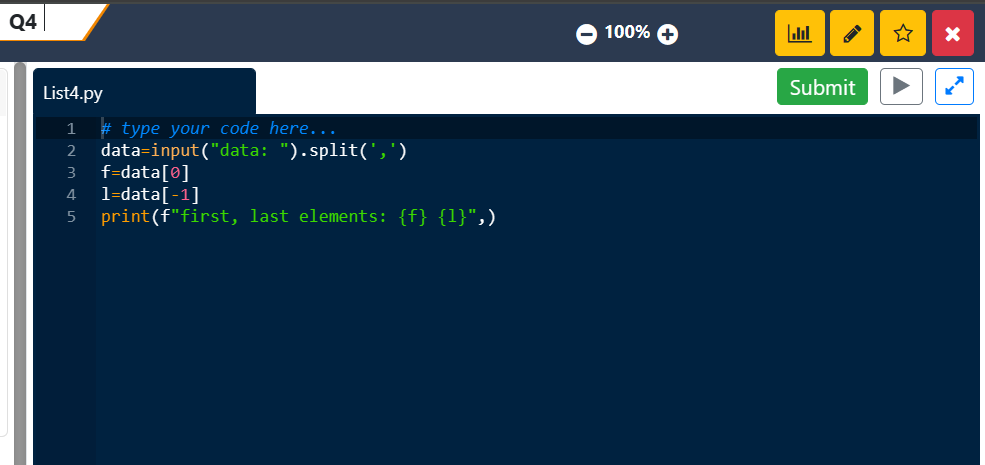 Q4
100%
List4.py
Submit
1 # type your code here...
2 data=input("data: ").split(',')
3 f=data[0]
4 l=data[-1]
5 print(f"first, last elements: {f} {l}",)